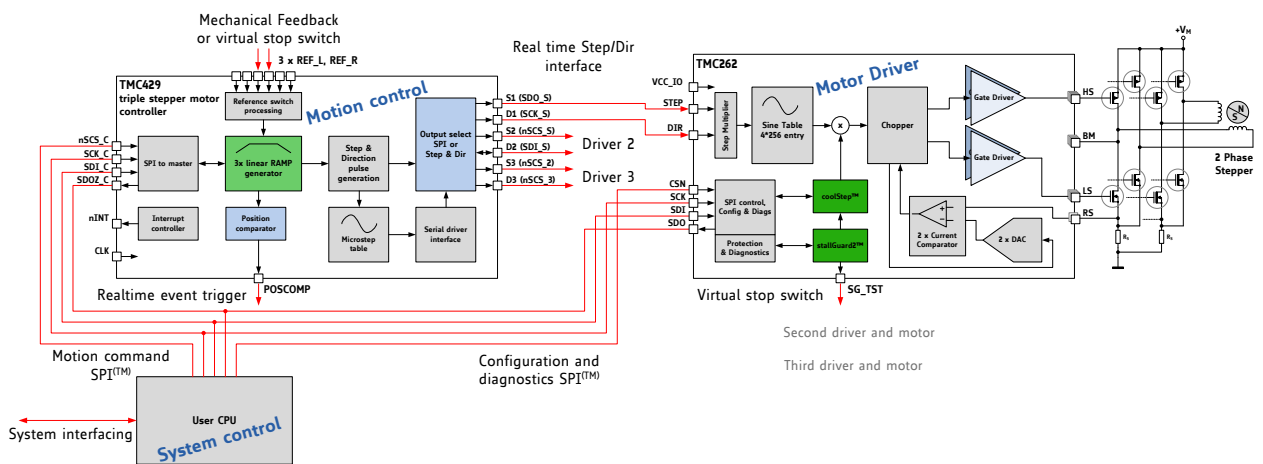 Mechanical Feedback
or virtual stop switch
3 x REF_L, REF_R
TMC429
triple stepper motor
controller
Reference switch
processing
Motion control
nSCS_C
SCK_C
SDI_C
SDOZ_C
SPI to master
3x linear RAMP
generator
Step &
Direction
pulse
generation
Output select
SPI or
Step & Dir
nINT
Interrupt
controller
Position
comparator
Microstep
table
Serial driver
interface
CLK
S1 (SDO_S)
D1 (SCK_S)
S2 (nSCS_S)
D2 (SDI_S)
S3 (nSCS_2)
D3 (nSCS_3)
Driver 2
Driver 3
Realtime event trigger
POSCOMP
Real time Step/Dir
interface
TMC262
Motor Driver
VCC_IO
STEP
DIR
Step Multiplier
Sine Table
4*256 entry
x
Chopper
Gate Driver
Gate Driver
HS
BM
LS
RS
CSN
SCK
SDI
SDO
SPI control,
Config & Diags
Protection
& Diagnostics
coolStep™
stallGuard2™
2 x Current
Comparator
2 x DAC
SG_TST
Virtual stop switch
+VM
S
N
2 Phase
Stepper
RS
RS
Second driver and motor
Third driver and motor
Motion command
SPI(TM)
Configuration and
diagnostics SPI(TM)
User CPU
System control
System interfacing